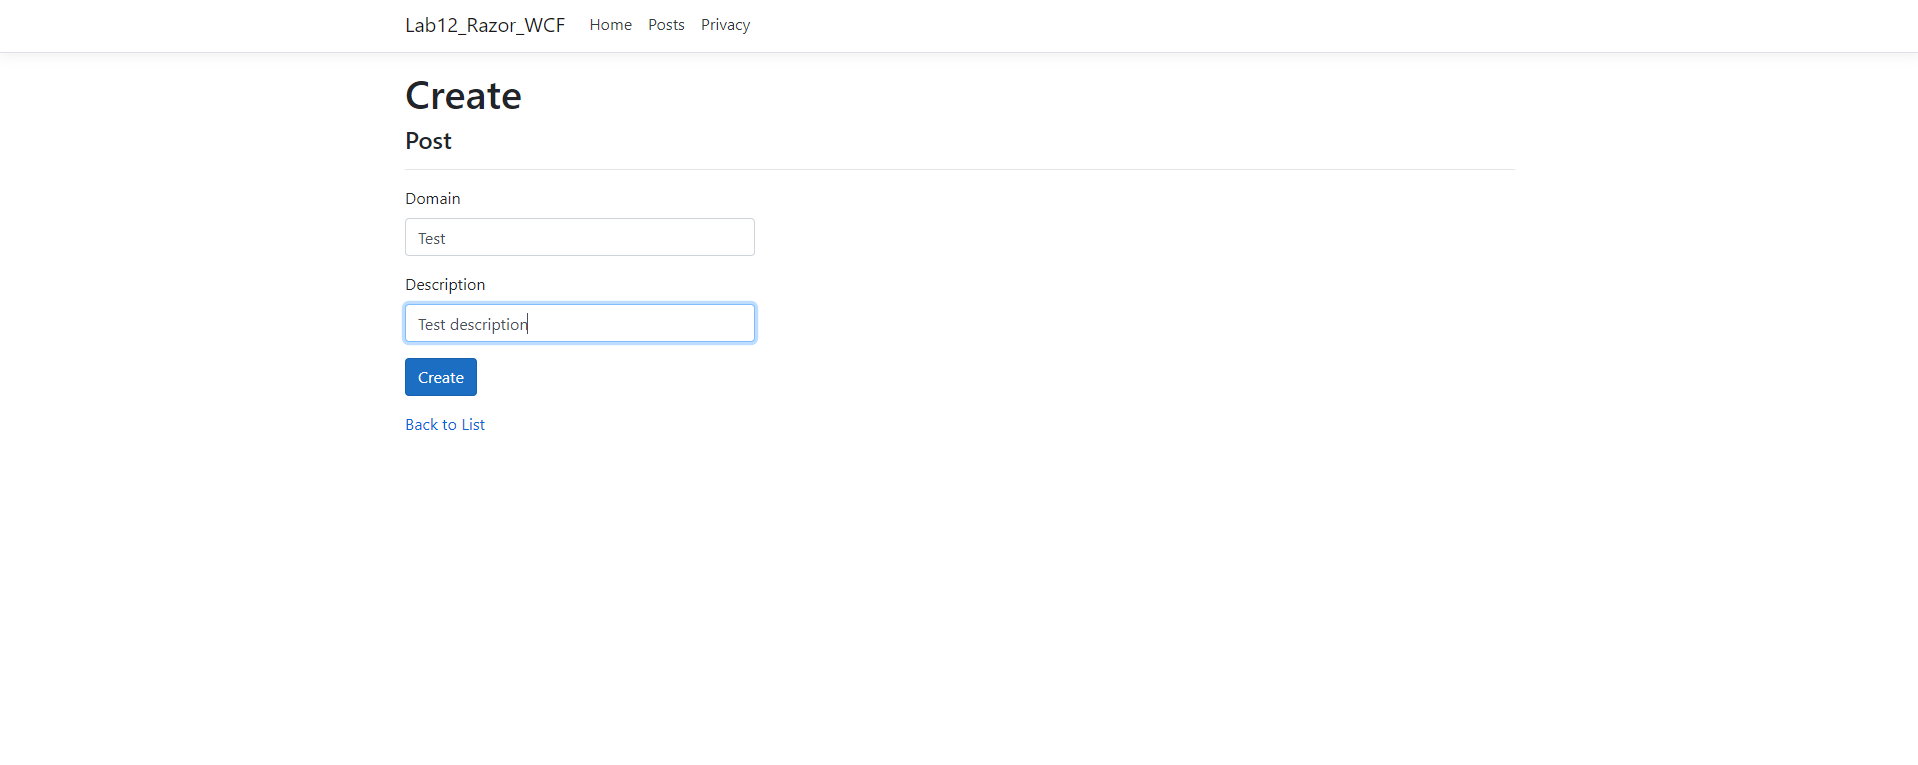 Lab12_Razor_WCF Home Posts Privacy
Create
Post
Domain
Test
Description
Test description
Create
Back to List